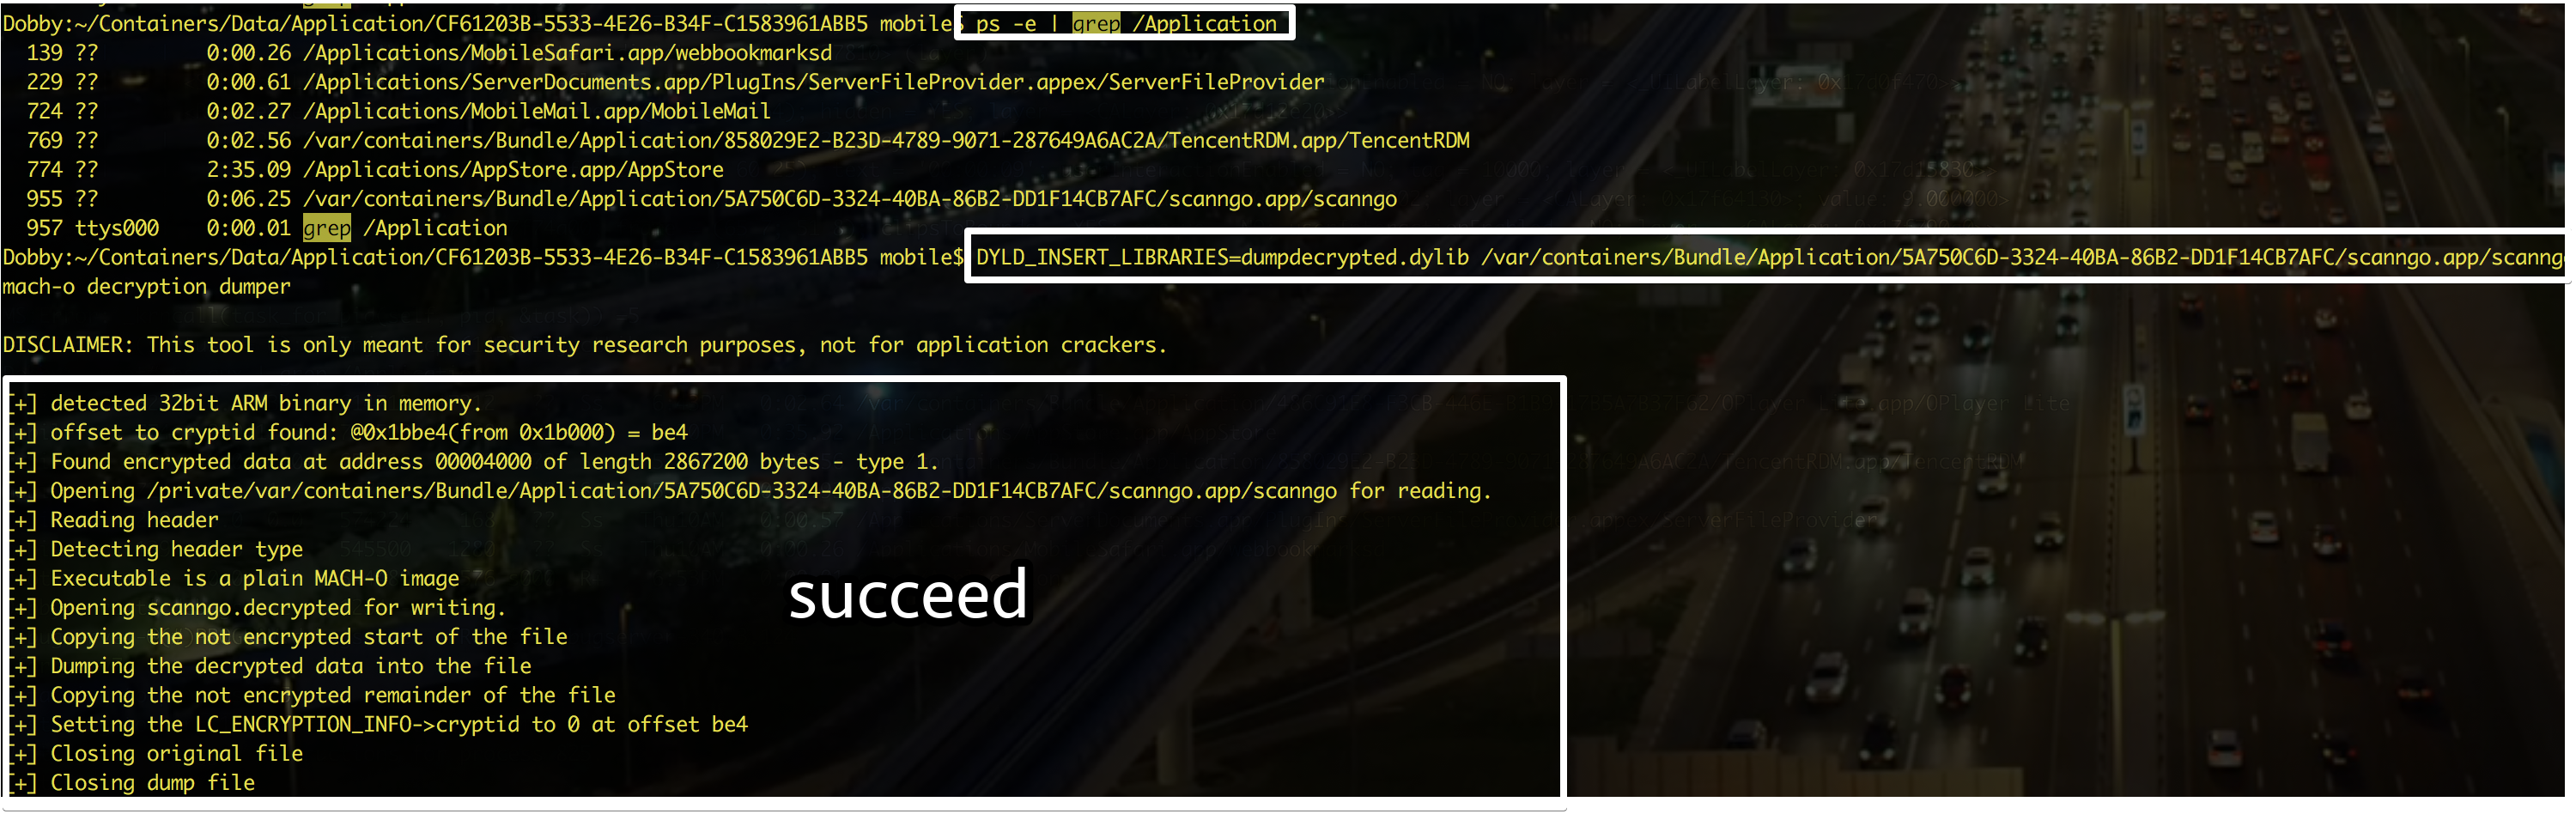 Dobby:~/Containers/Data/Application/CF61203B-5533-4E26-B34F-C1583961ABB5 mobile$ ps -e | grep /Application
139 ?? 0:00.26 /Applications/MobileSafari.app/webbookmarksd
229 ?? 0:00.61 /Applications/ServerDocuments.app/PlugIns/ServerFileProvider.appex/ServerFileProvider
724 ?? 0:02.27 /Applications/MobileMail.app/MobileMail
769 ?? 0:02.56 /var/containers/Bundle/Application/858029E2-B23D-4789-9071-287649A6AC2A/TencentRDM.app/TencentRDM
774 ?? 2:35.09 /Applications/AppStore.app/AppStore
955 ?? 0:06.25 /var/containers/Bundle/Application/5A750C6D-3324-40BA-86B2-DD1F14CB7AFC/scanngo.app/scanngo
957 ttys000 0:00.01 grep /Application
Dobby:~/Containers/Data/Application/CF61203B-5533-4E26-B34F-C1583961ABB5 mobile$ DYLD_INSERT_LIBRARIES=dumpdecrypted.dylib /var/containers/Bundle/Application/5A750C6D-3324-40BA-86B2-DD1F14CB7AFC/scanngo.app/scanng
mach-o decryption dumper
DISCLAIMER: This tool is only meant for security research purposes, not for application crackers.
[+] detected 32bit ARM binary in memory.
[+] offset to cryptid found: @0x1bbe4(from 0x1b000) = be4
[+] Found encrypted data at address 00004000 of length 2867200 bytes - type 1.
[+] Opening /private/var/containers/Bundle/Application/5A750C6D-3324-40BA-86B2-DD1F14CB7AFC/scanngo.app/scanngo for reading.
[+] Reading header
[+] Detecting header type
[+] Executable is a plain MACH-O image
[+] Opening scanngo.decrypted for writing.
[+] Copying the not encrypted start of the file
[+] Dumping the decrypted data into the file
[+] Copying the not encrypted remainder of the file
[+] Setting the LC_ENCRYPTION_INFO->cryptid to 0 at offset be4
[+] Closing original file
[+] Closing dump file
succeed